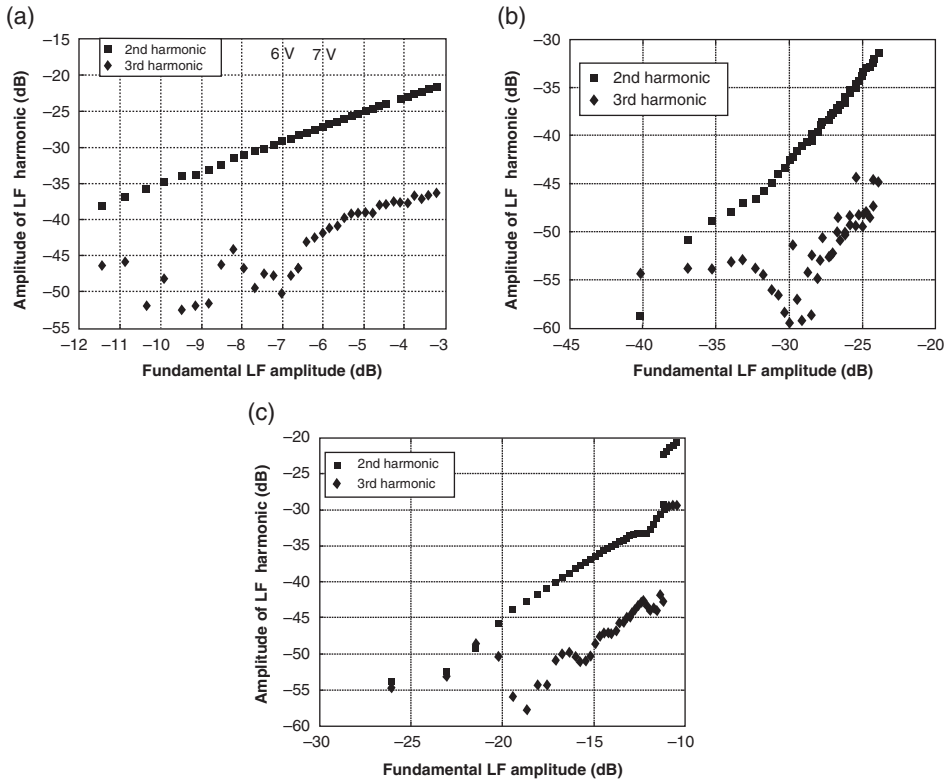 (a)
−15
−20
−25
−30
−35
−40
−45
−50
−55
Amplitude of LF harmonic (dB)
2nd harmonic
3rd harmonic
6 V 7 V
−12 −11 −10 −9 −8 −7 −6 −5 −4 −3
Fundamental LF amplitude (dB)
(b)
−30
−35
−40
−45
−50
−55
−60
Amplitude of LF harmonic (dB)
2nd harmonic
3rd harmonic
−45 −40 −35 −30 −25 −20
Fundamental LF amplitude (dB)
(c)
−20
−25
−30
−35
−40
−45
−50
−55
−60
Amplitude of LF harmonic (dB)
2nd harmonic
3rd harmonic
−30 −25 −20 −15 −10
Fundamental LF amplitude (dB)